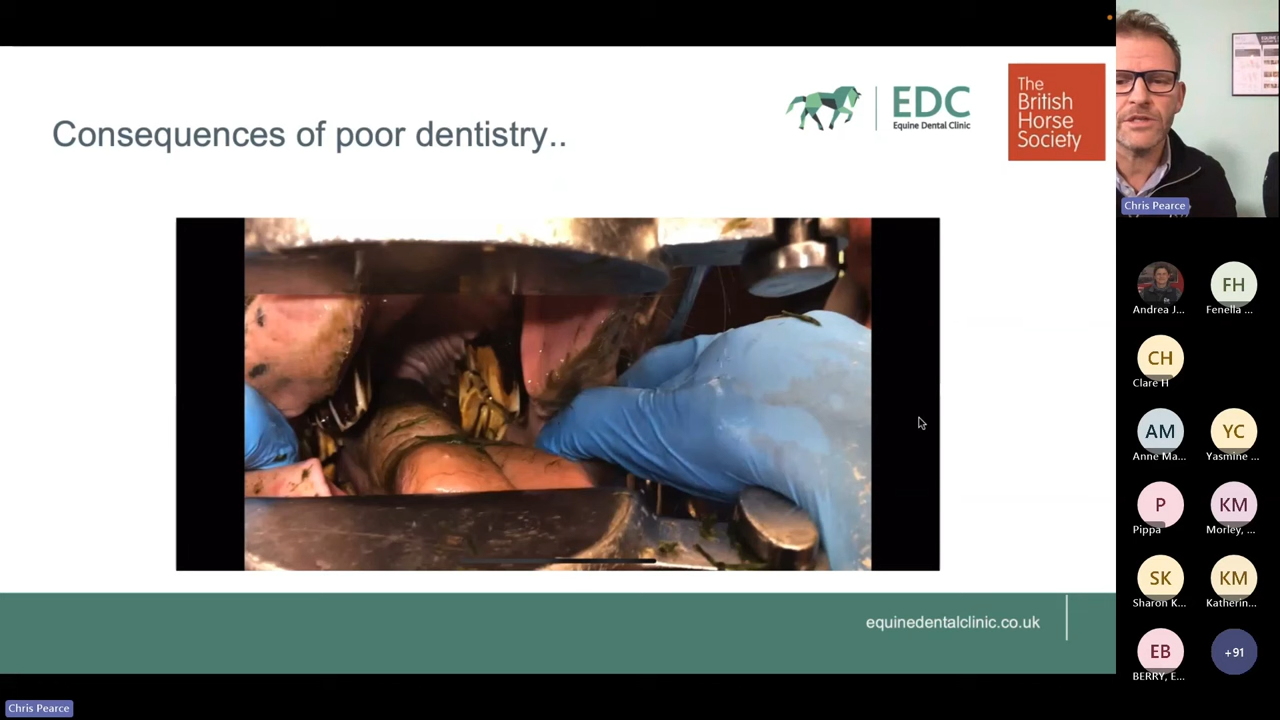 Consequences of poor dentistry..
EDC
Equine Dental Clinic
The
British
Horse
Society
equinedentalclinic.co.uk
Chris Pearce
Andrea J...
FH
Fenella ...
CH
Clare H
AM
Anne Ma...
YC
Yasmine ...
P
Pippa
KM
Morley, ...
SK
Sharon K...
KM
Katherin...
EB
BERRY, E...
+91
Chris Pearce